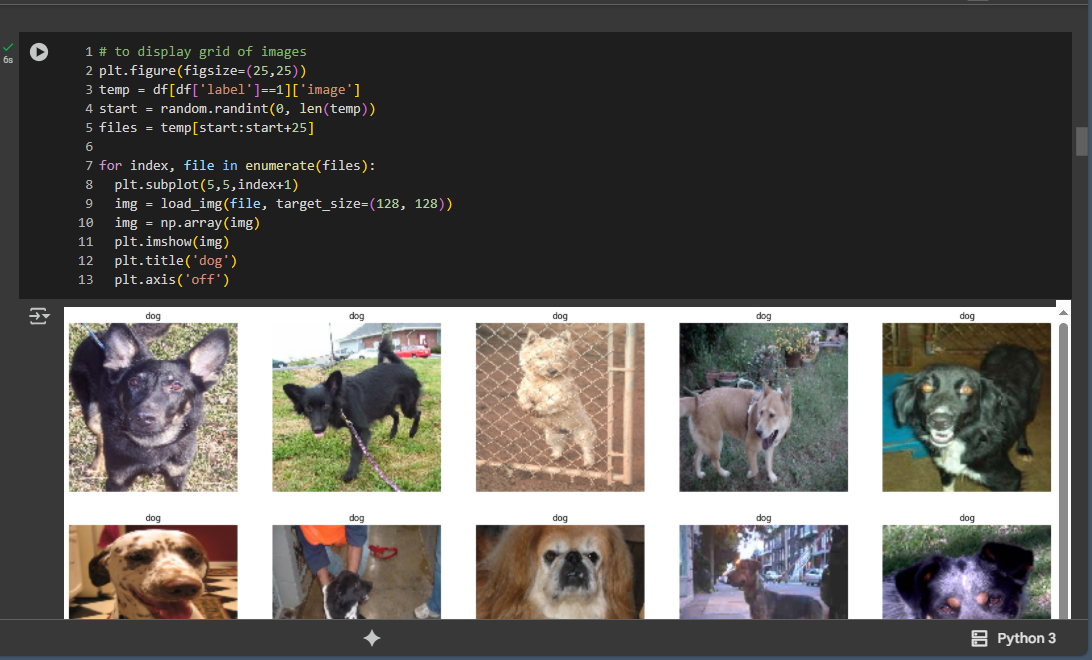 6s
1 # to display grid of images
2 plt.figure(figsize=(25,25))
3 temp = df[df['label']==1]['image']
4 start = random.randint(0, len(temp))
5 files = temp[start:start+25]
6
7 for index, file in enumerate(files):
8   plt.subplot(5,5,index+1)
9   img = load_img(file, target_size=(128, 128))
10   img = np.array(img)
11   plt.imshow(img)
12   plt.title('dog')
13   plt.axis('off')
dog dog dog dog dog
dog dog dog dog dog
Python 3